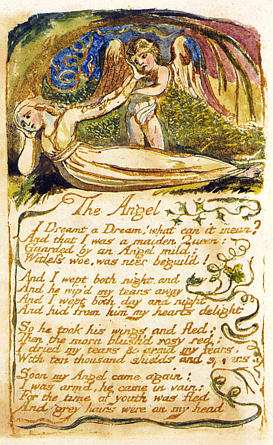 The Angel
I Dreamt a Dream! what can it mean?
And that I was a maiden Queen:
Guarded by an Angel mild:
Witless woe, was neer beguil'd!
And I wept both night and day
And he wip'd my tears away
And I wept both day and night
And hid from him my hearts delight
So he took his wings and fled:
Then the morn blush'd rosy red:
I dried my tears & armd my fears,
With ten thousand shields and spears
Soon my Angel came again:
I was arm'd, he came in vain:
For the time of youth was fled
And grey hairs were on my head